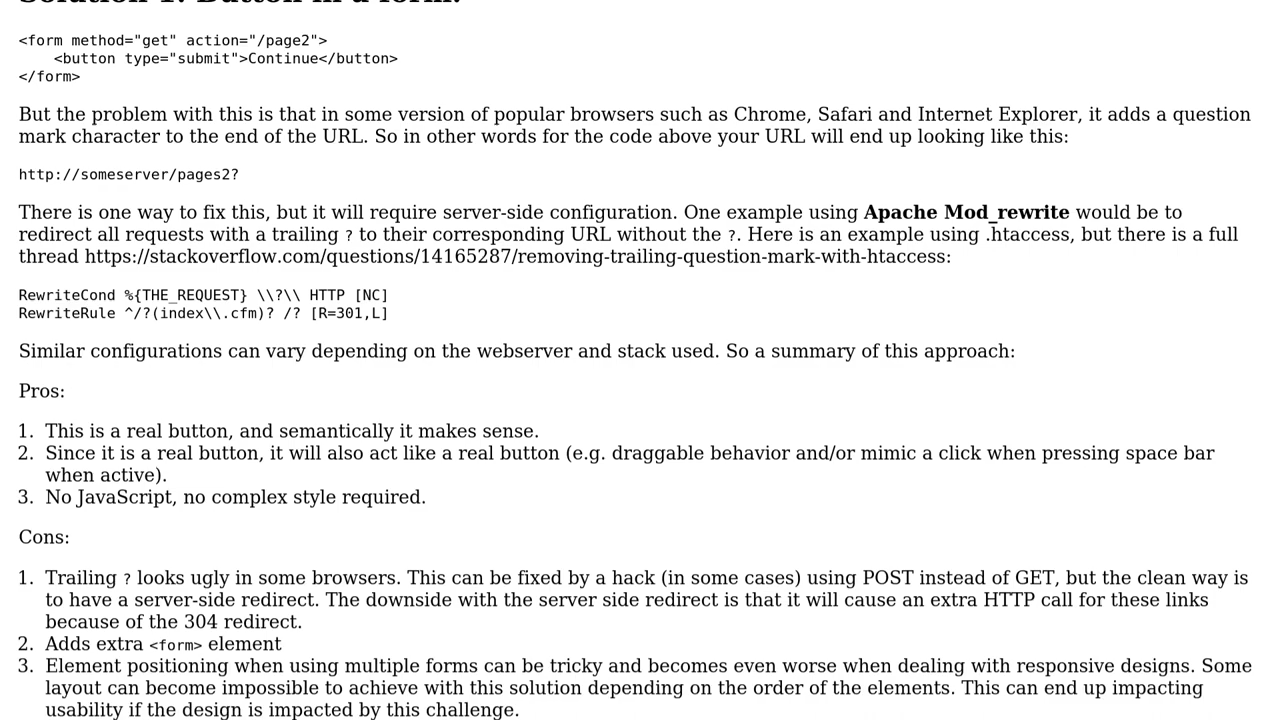 Solution 1: Button in a form:
<form method="get" action="/page2">
    <button type="submit">Continue</button>
</form>
But the problem with this is that in some version of popular browsers such as Chrome, Safari and Internet Explorer, it adds a question
mark character to the end of the URL. So in other words for the code above your URL will end up looking like this:
http://someserver/pages2?
There is one way to fix this, but it will require server-side configuration. One example using Apache Mod_rewrite would be to
redirect all requests with a trailing ? to their corresponding URL without the ?. Here is an example using .htaccess, but there is a full
thread https://stackoverflow.com/questions/14165287/removing-trailing-question-mark-with-htaccess:
RewriteCond %{THE_REQUEST} \\?\\ HTTP [NC]
RewriteRule ^/?(index\\.cfm)? /? [R=301,L]
Similar configurations can vary depending on the webserver and stack used. So a summary of this approach:
Pros:
1. This is a real button, and semantically it makes sense.
2. Since it is a real button, it will also act like a real button (e.g. draggable behavior and/or mimic a click when pressing space bar
when active).
3. No JavaScript, no complex style required.
Cons:
1. Trailing ? looks ugly in some browsers. This can be fixed by a hack (in some cases) using POST instead of GET, but the clean way is
to have a server-side redirect. The downside with the server side redirect is that it will cause an extra HTTP call for these links
because of the 304 redirect.
2. Adds extra <form> element
3. Element positioning when using multiple forms can be tricky and becomes even worse when dealing with responsive designs. Some
layout can become impossible to achieve with this solution depending on the order of the elements. This can end up impacting
usability if the design is impacted by this challenge.